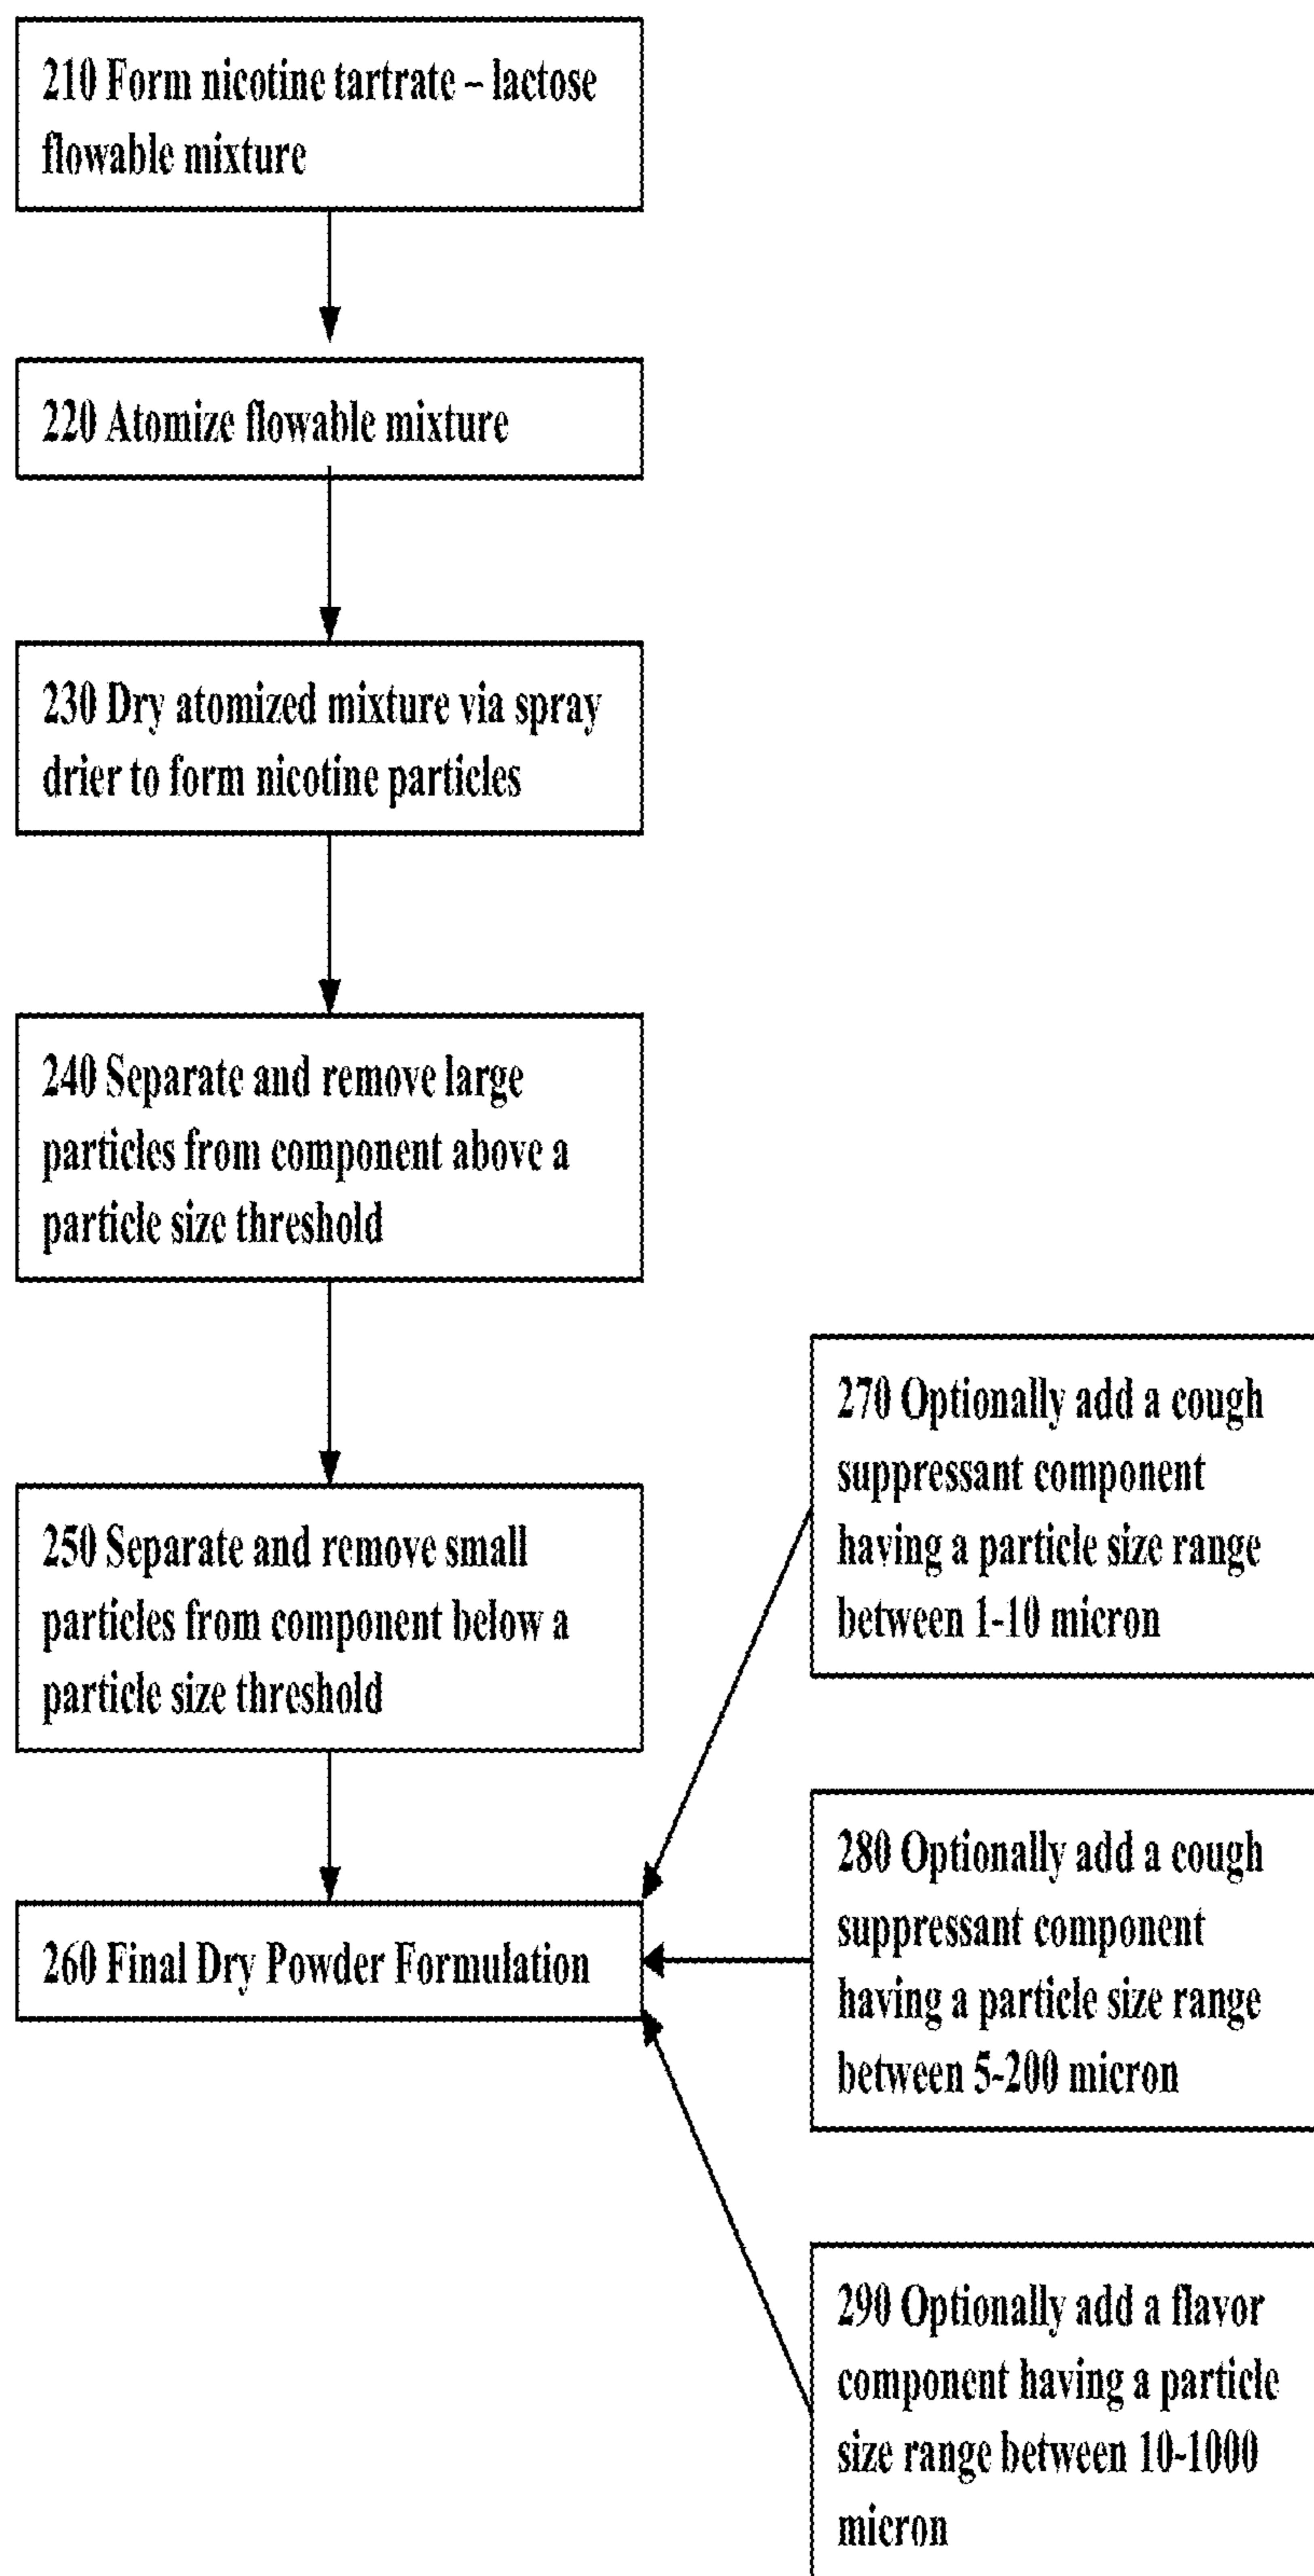 210 Form nicotine tartrate – lactose
flowable mixture
220 Atomize flowable mixture
230 Dry atomized mixture via spray
drier to form nicotine particles
240 Separate and remove large
particles from component above a
particle size threshold
250 Separate and remove small
particles from component below a
particle size threshold
260 Final Dry Powder Formulation
270 Optionally add a cough
suppressant component
having a particle size range
between 1-10 micron
280 Optionally add a cough
suppressant component
having a particle size range
between 5-200 micron
290 Optionally add a flavor
component having a particle
size range between 10-1000
micron